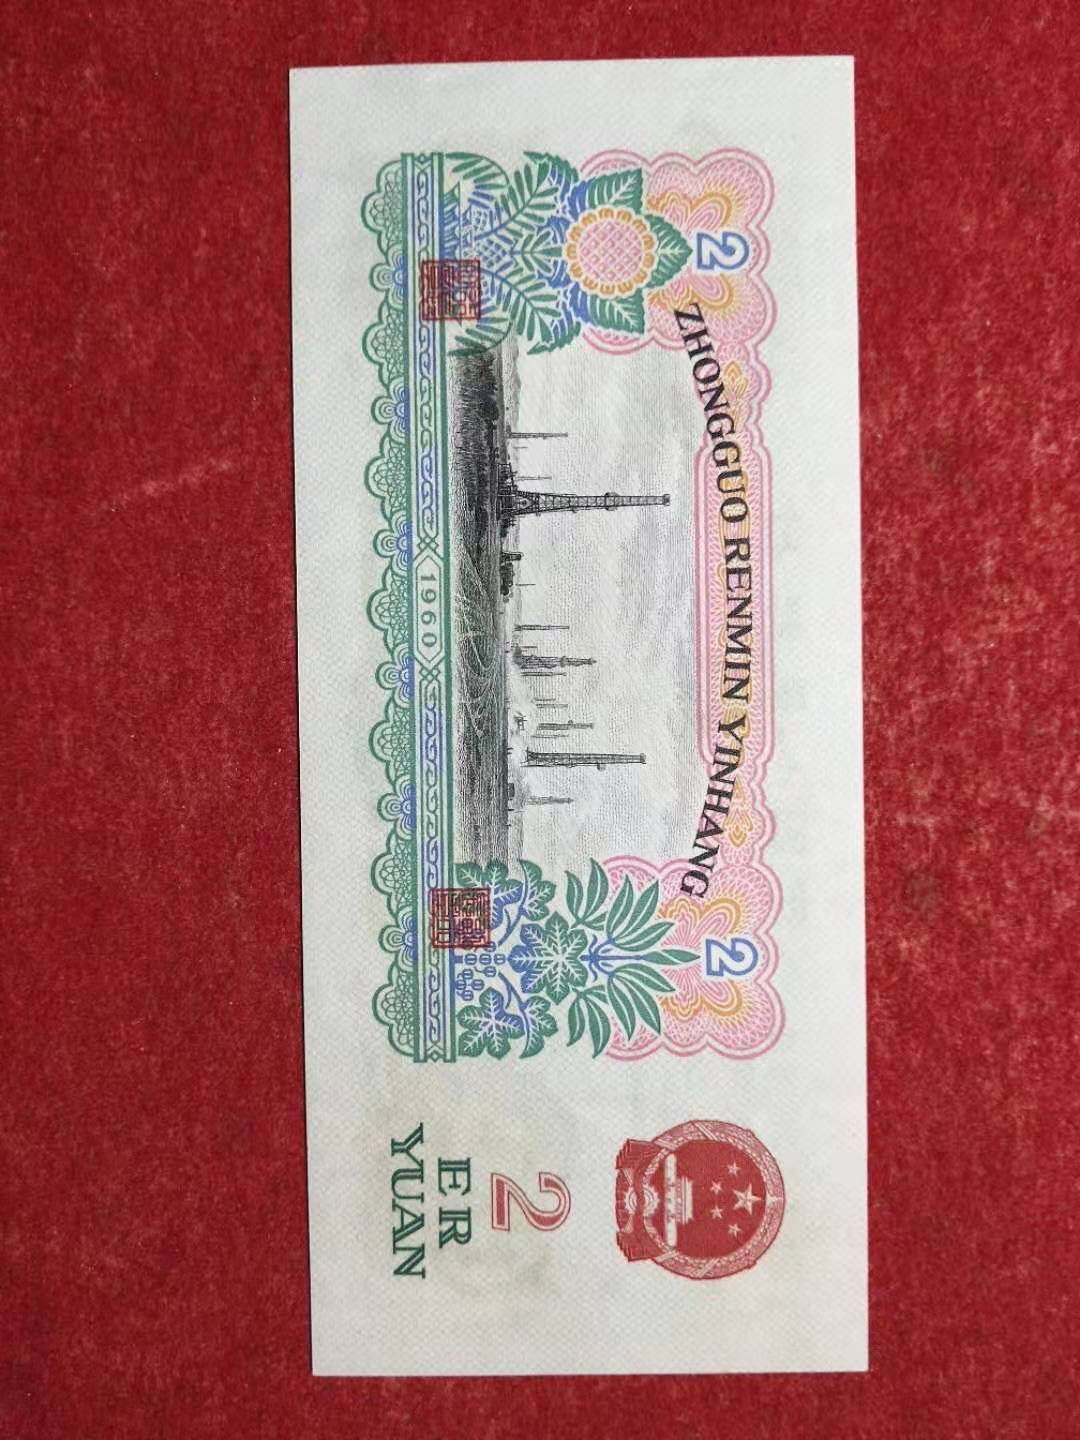 2
ZHONGGUO RENMIN YINHANG
2
1960
2
ER
YUAN